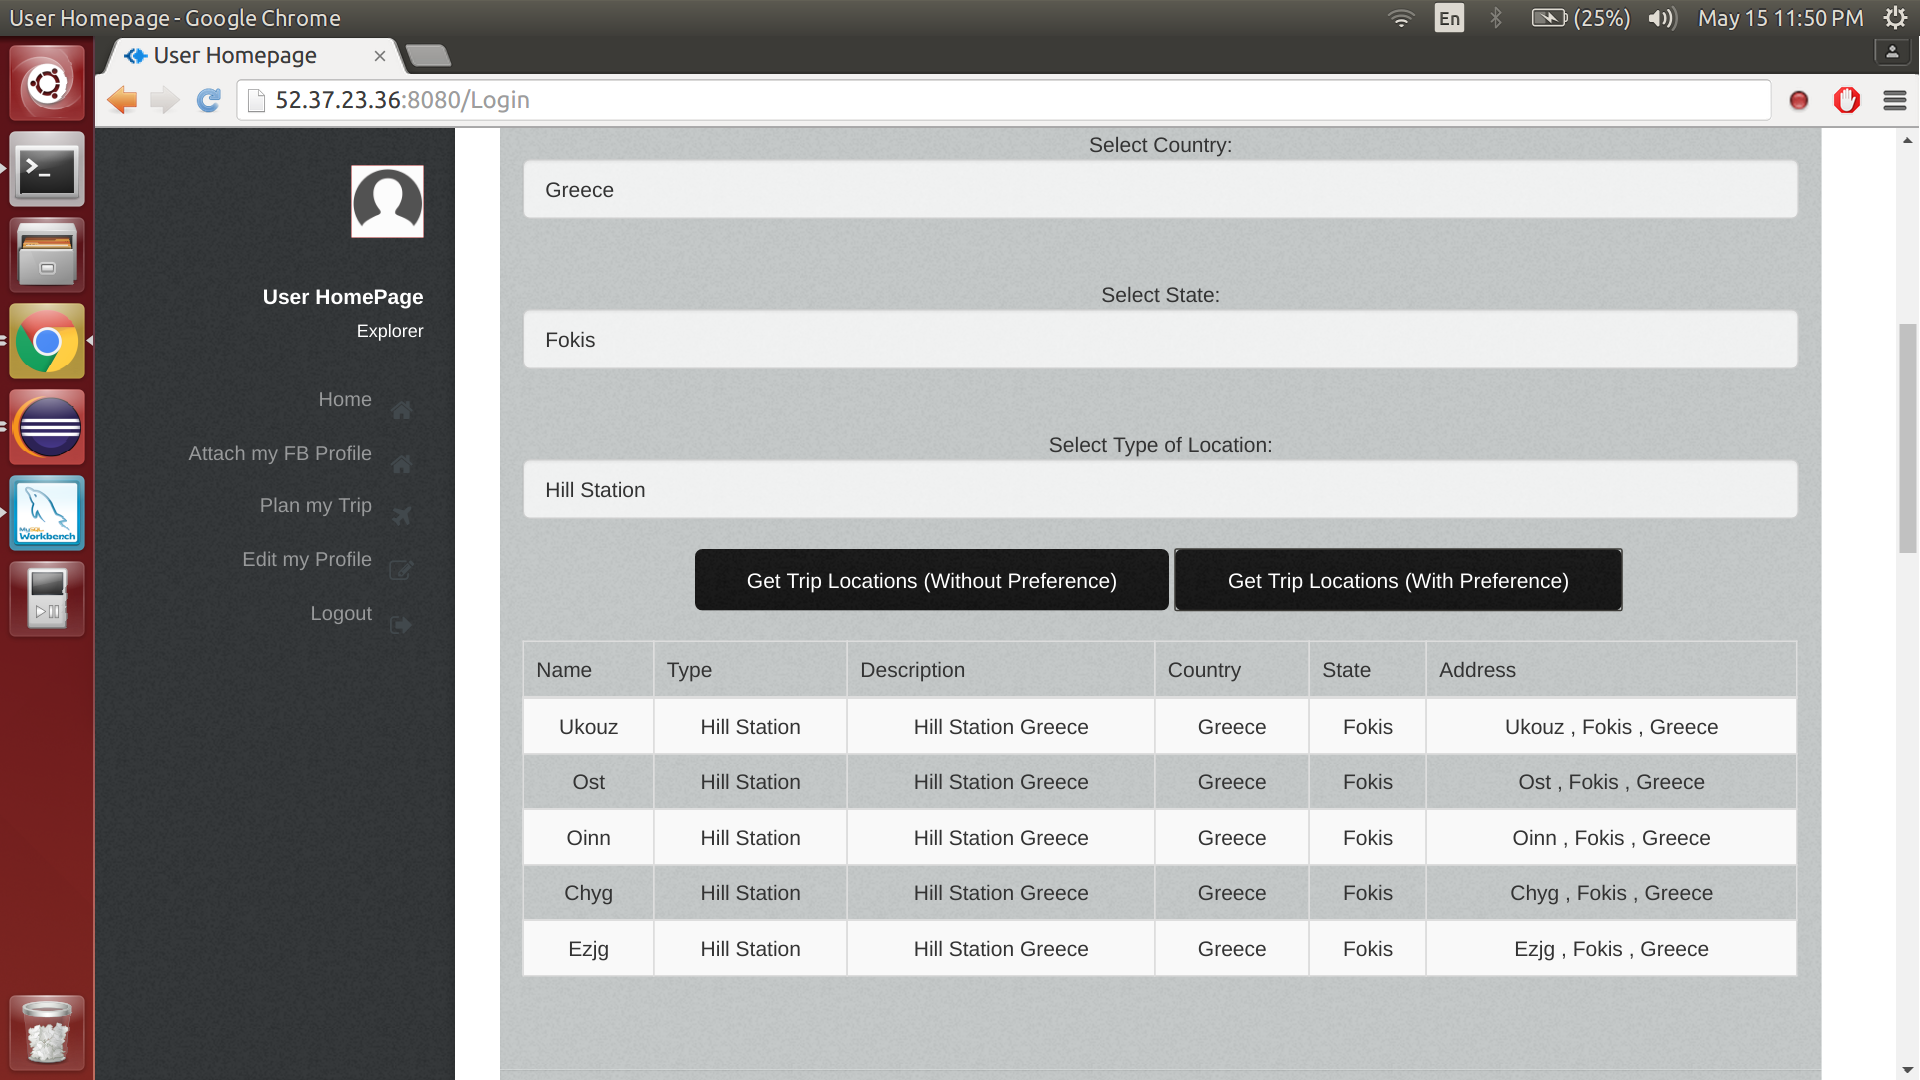 User Homepage - Google Chrome
En
(25%)
May 15 11:50 PM
User Homepage
52.37.23.36:8080/Login
User HomePage
Explorer
Home
Attach my FB Profile
Plan my Trip
Edit my Profile
Logout
MySQL
Workbench
Select Country:
Greece
Select State:
Fokis
Select Type of Location:
Hill Station
Get Trip Locations (Without Preference) Get Trip Locations (With Preference)
Name Type Description Country State Address
Ukouz Hill Station Hill Station Greece Greece Fokis Ukouz , Fokis , Greece
Ost Hill Station Hill Station Greece Greece Fokis Ost , Fokis , Greece
Oinn Hill Station Hill Station Greece Greece Fokis Oinn , Fokis , Greece
Chyg Hill Station Hill Station Greece Greece Fokis Chyg , Fokis , Greece
Ezjg Hill Station Hill Station Greece Greece Fokis Ezjg , Fokis , Greece